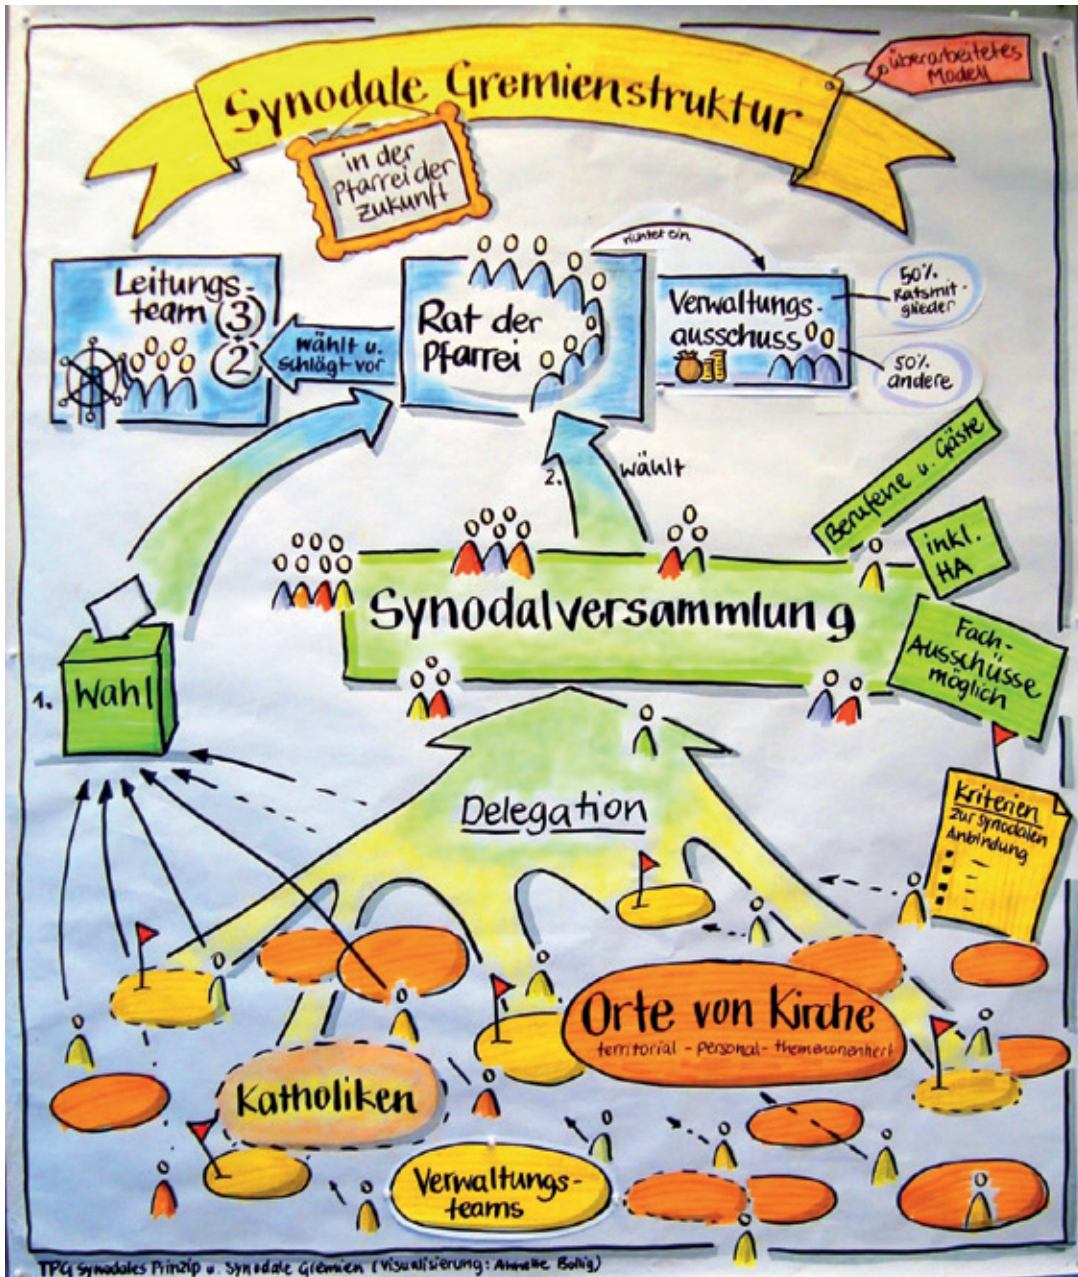 überarbeitetes
Modell
Synodale Gremienstruktur
in der
Pfarrei der
Zukunft
Leitungs-
team (3)
+
(2)
wählt u.
schlägt vor
Rat der
Pfarrei
richtet ein
Verwaltungs-
ausschuss
50%
Ratsmit-
glieder
50%
andere
2.
wählt
Berufene u. Gäste
inkl.
HA
Synodalversammlung
Fach-
Ausschüsse
möglich
1.
Wahl
Delegation
Kriterien
zur synodalen
Anbindung
Orte von Kirche
territorial - personal - themenorientiert
Katholiken
Verwaltungs-
teams
TPG Synodales Prinzip u. Synodale Gremien (Visualisierung: Bollig)